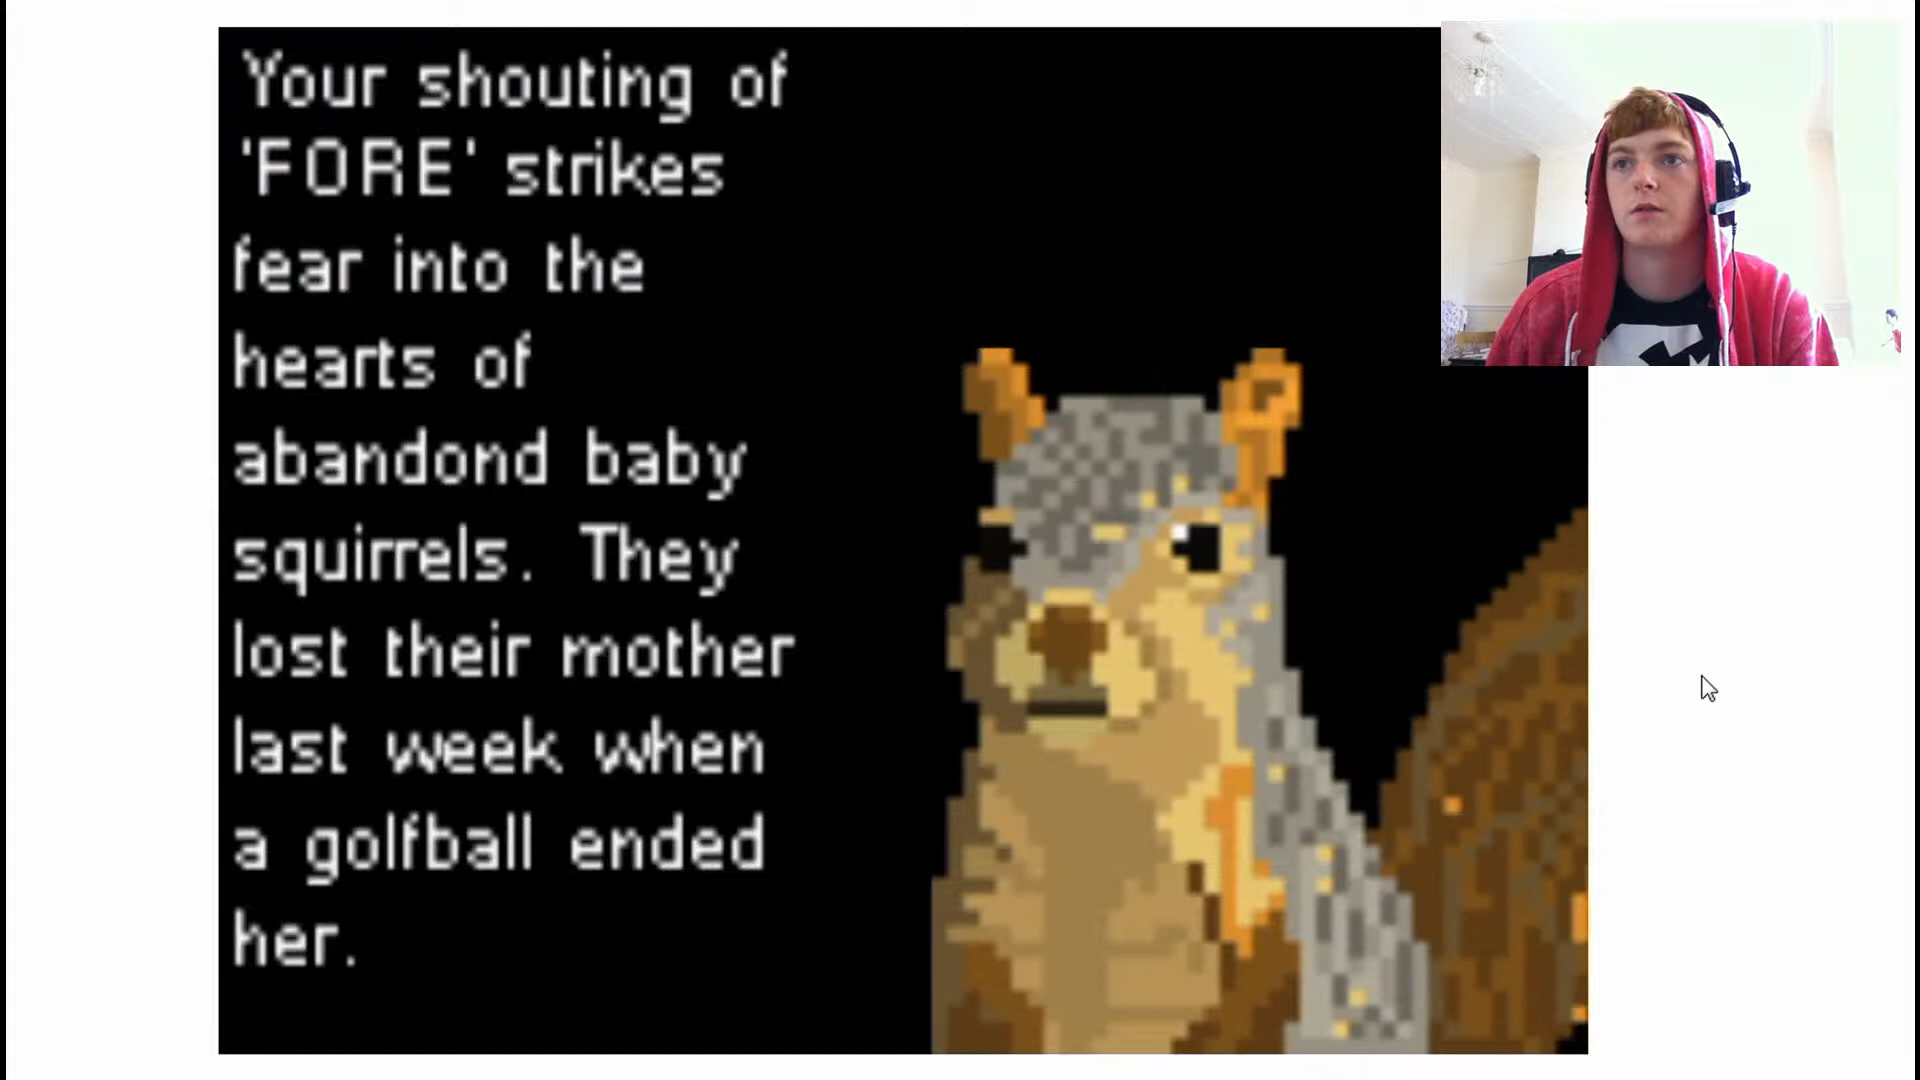 Your shouting of
'FORE' strikes
fear into the
hearts of
abandond baby
squirrels. They
lost their mother
last week when
a golfball ended
her.